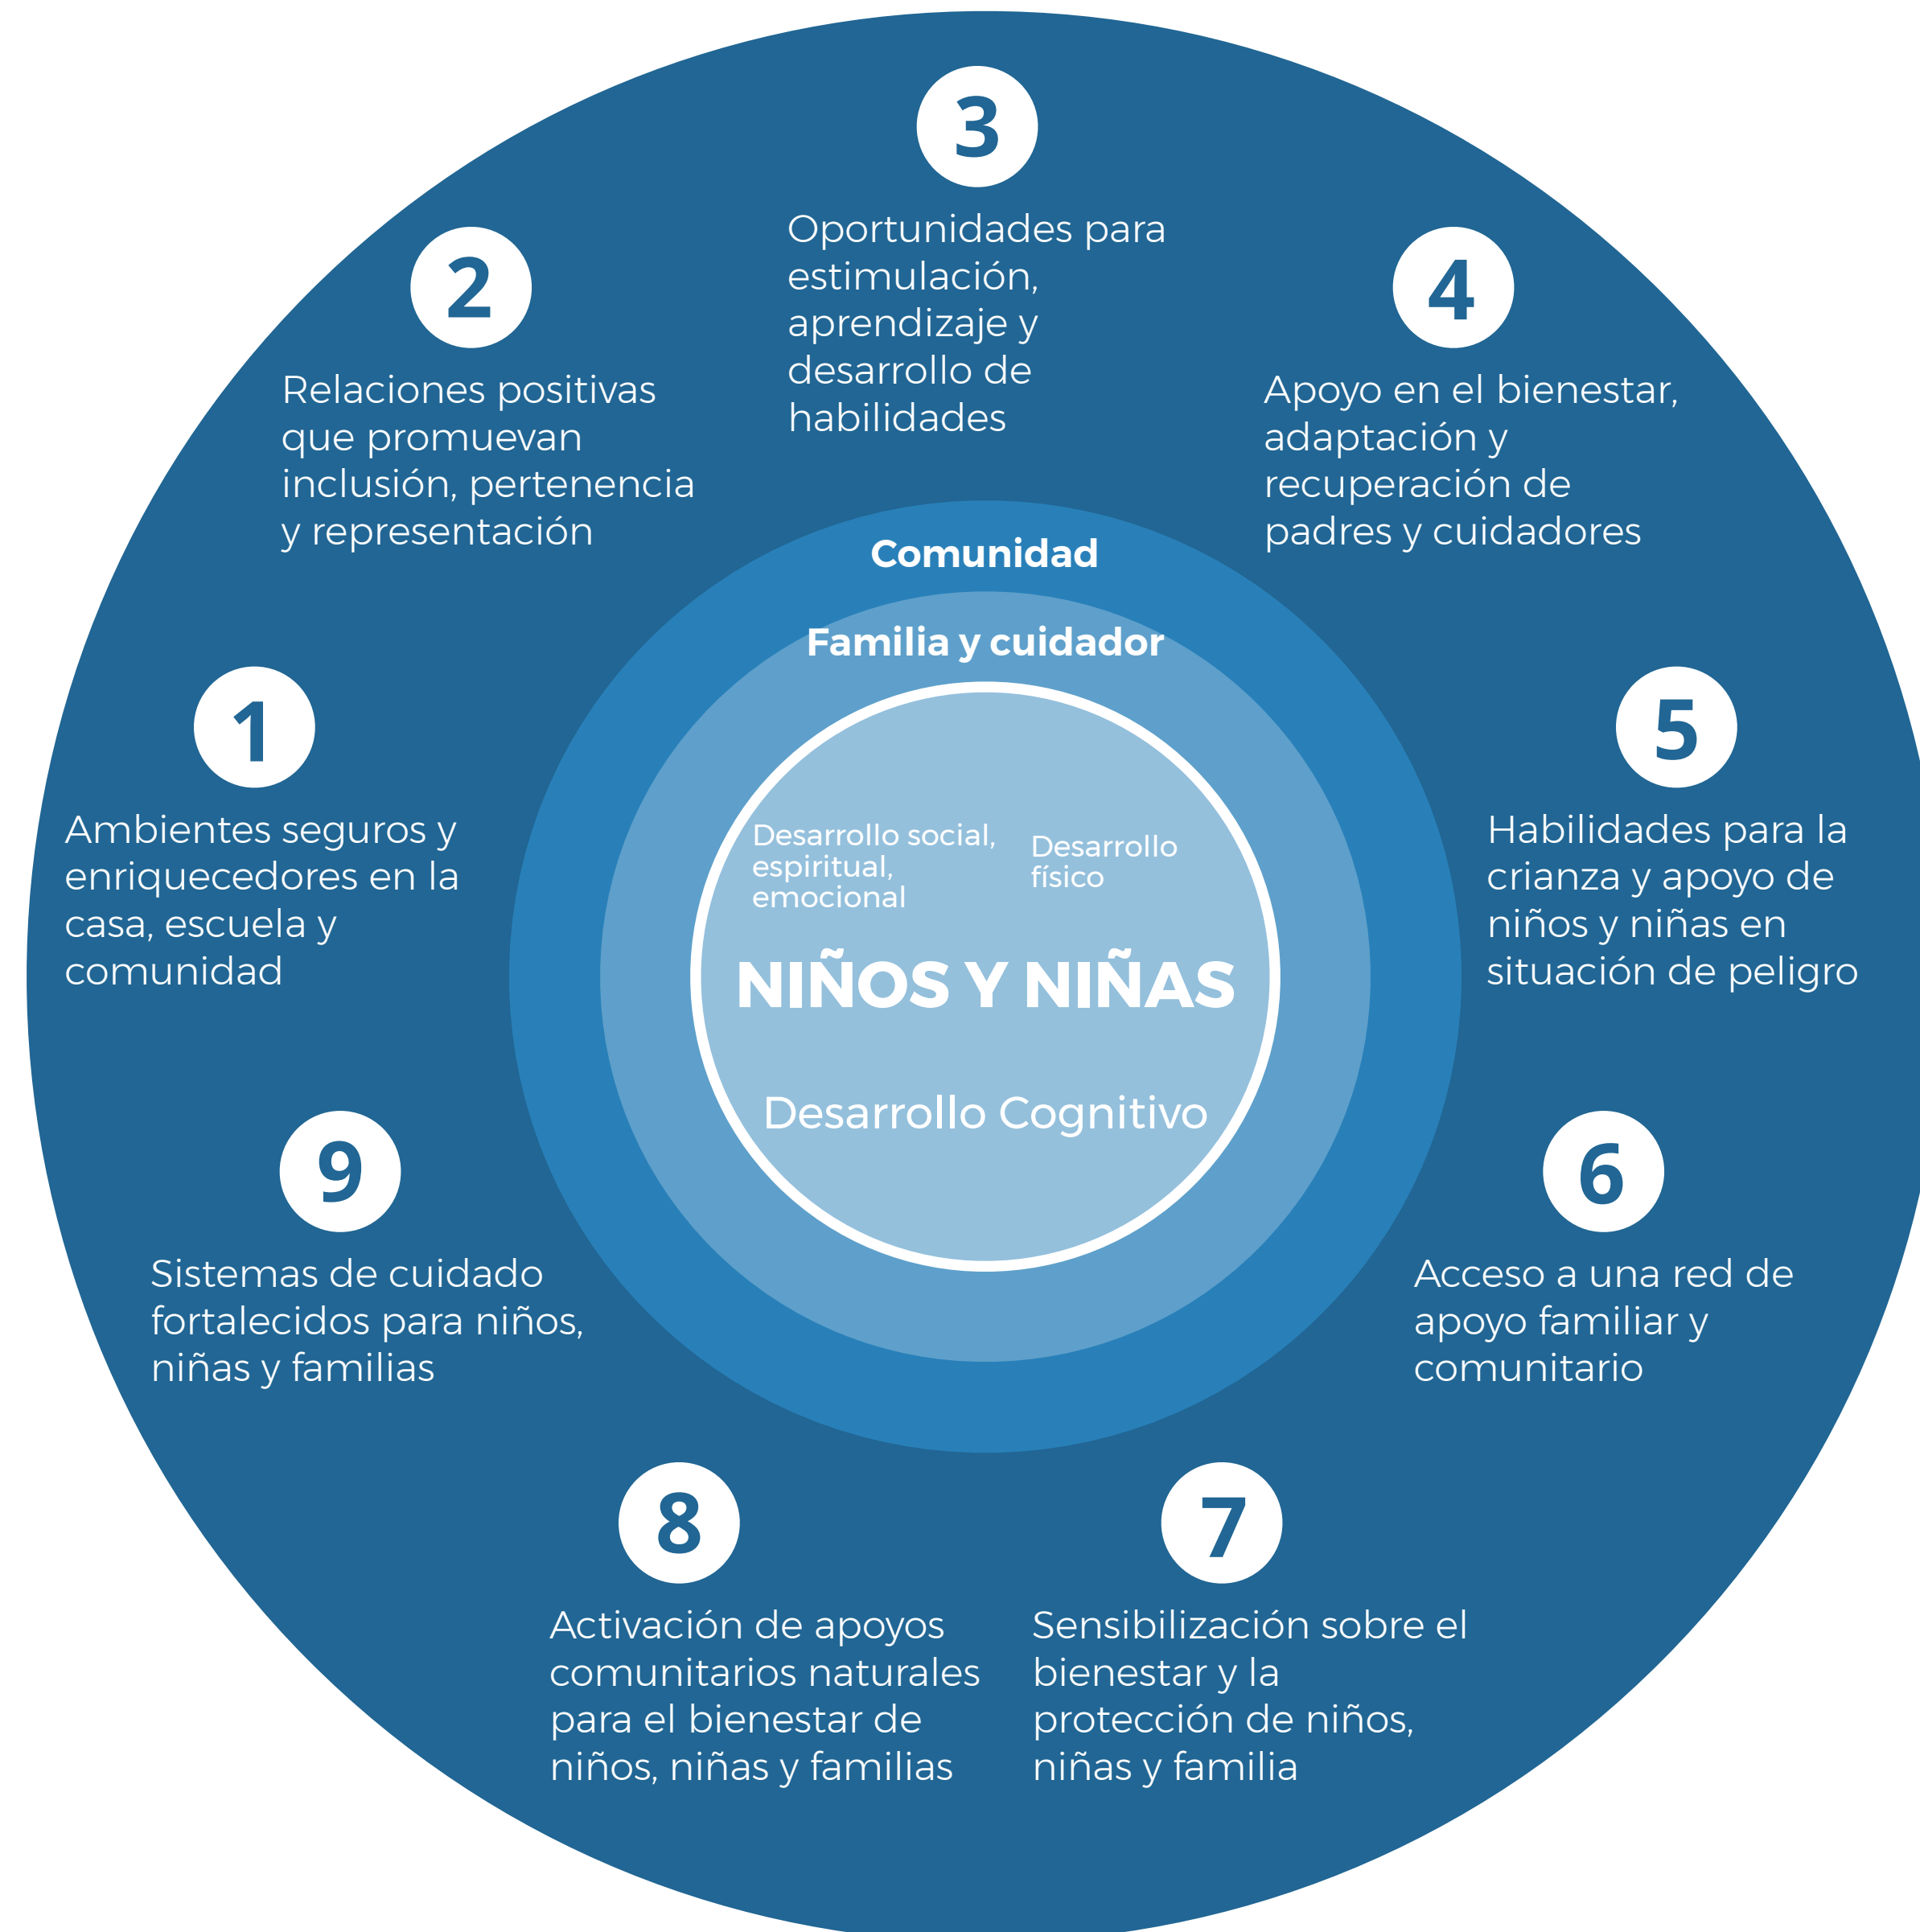 3
Oportunidades para
estimulación,
aprendizaje y
desarrollo de
habilidades
2
Relaciones positivas
que promuevan
inclusión, pertenencia
y representación
4
Apoyo en el bienestar,
adaptación y
recuperación de
padres y cuidadores
Comunidad
Familia y cuidador
1
Ambientes seguros y
enriquecedores en la
casa, escuela y
comunidad
Desarrollo social,
espiritual,
emocional
Desarrollo
físico
NIÑOS Y NIÑAS
Desarrollo Cognitivo
5
Habilidades para la
crianza y apoyo de
niños y niñas en
situación de peligro
9
Sistemas de cuidado
fortalecidos para niños,
niñas y familias
6
Acceso a una red de
apoyo familiar y
comunitario
8
Activación de apoyos
comunitarios naturales
para el bienestar de
niños, niñas y familias
7
Sensibilización sobre el
bienestar y la
protección de niños,
niñas y familia